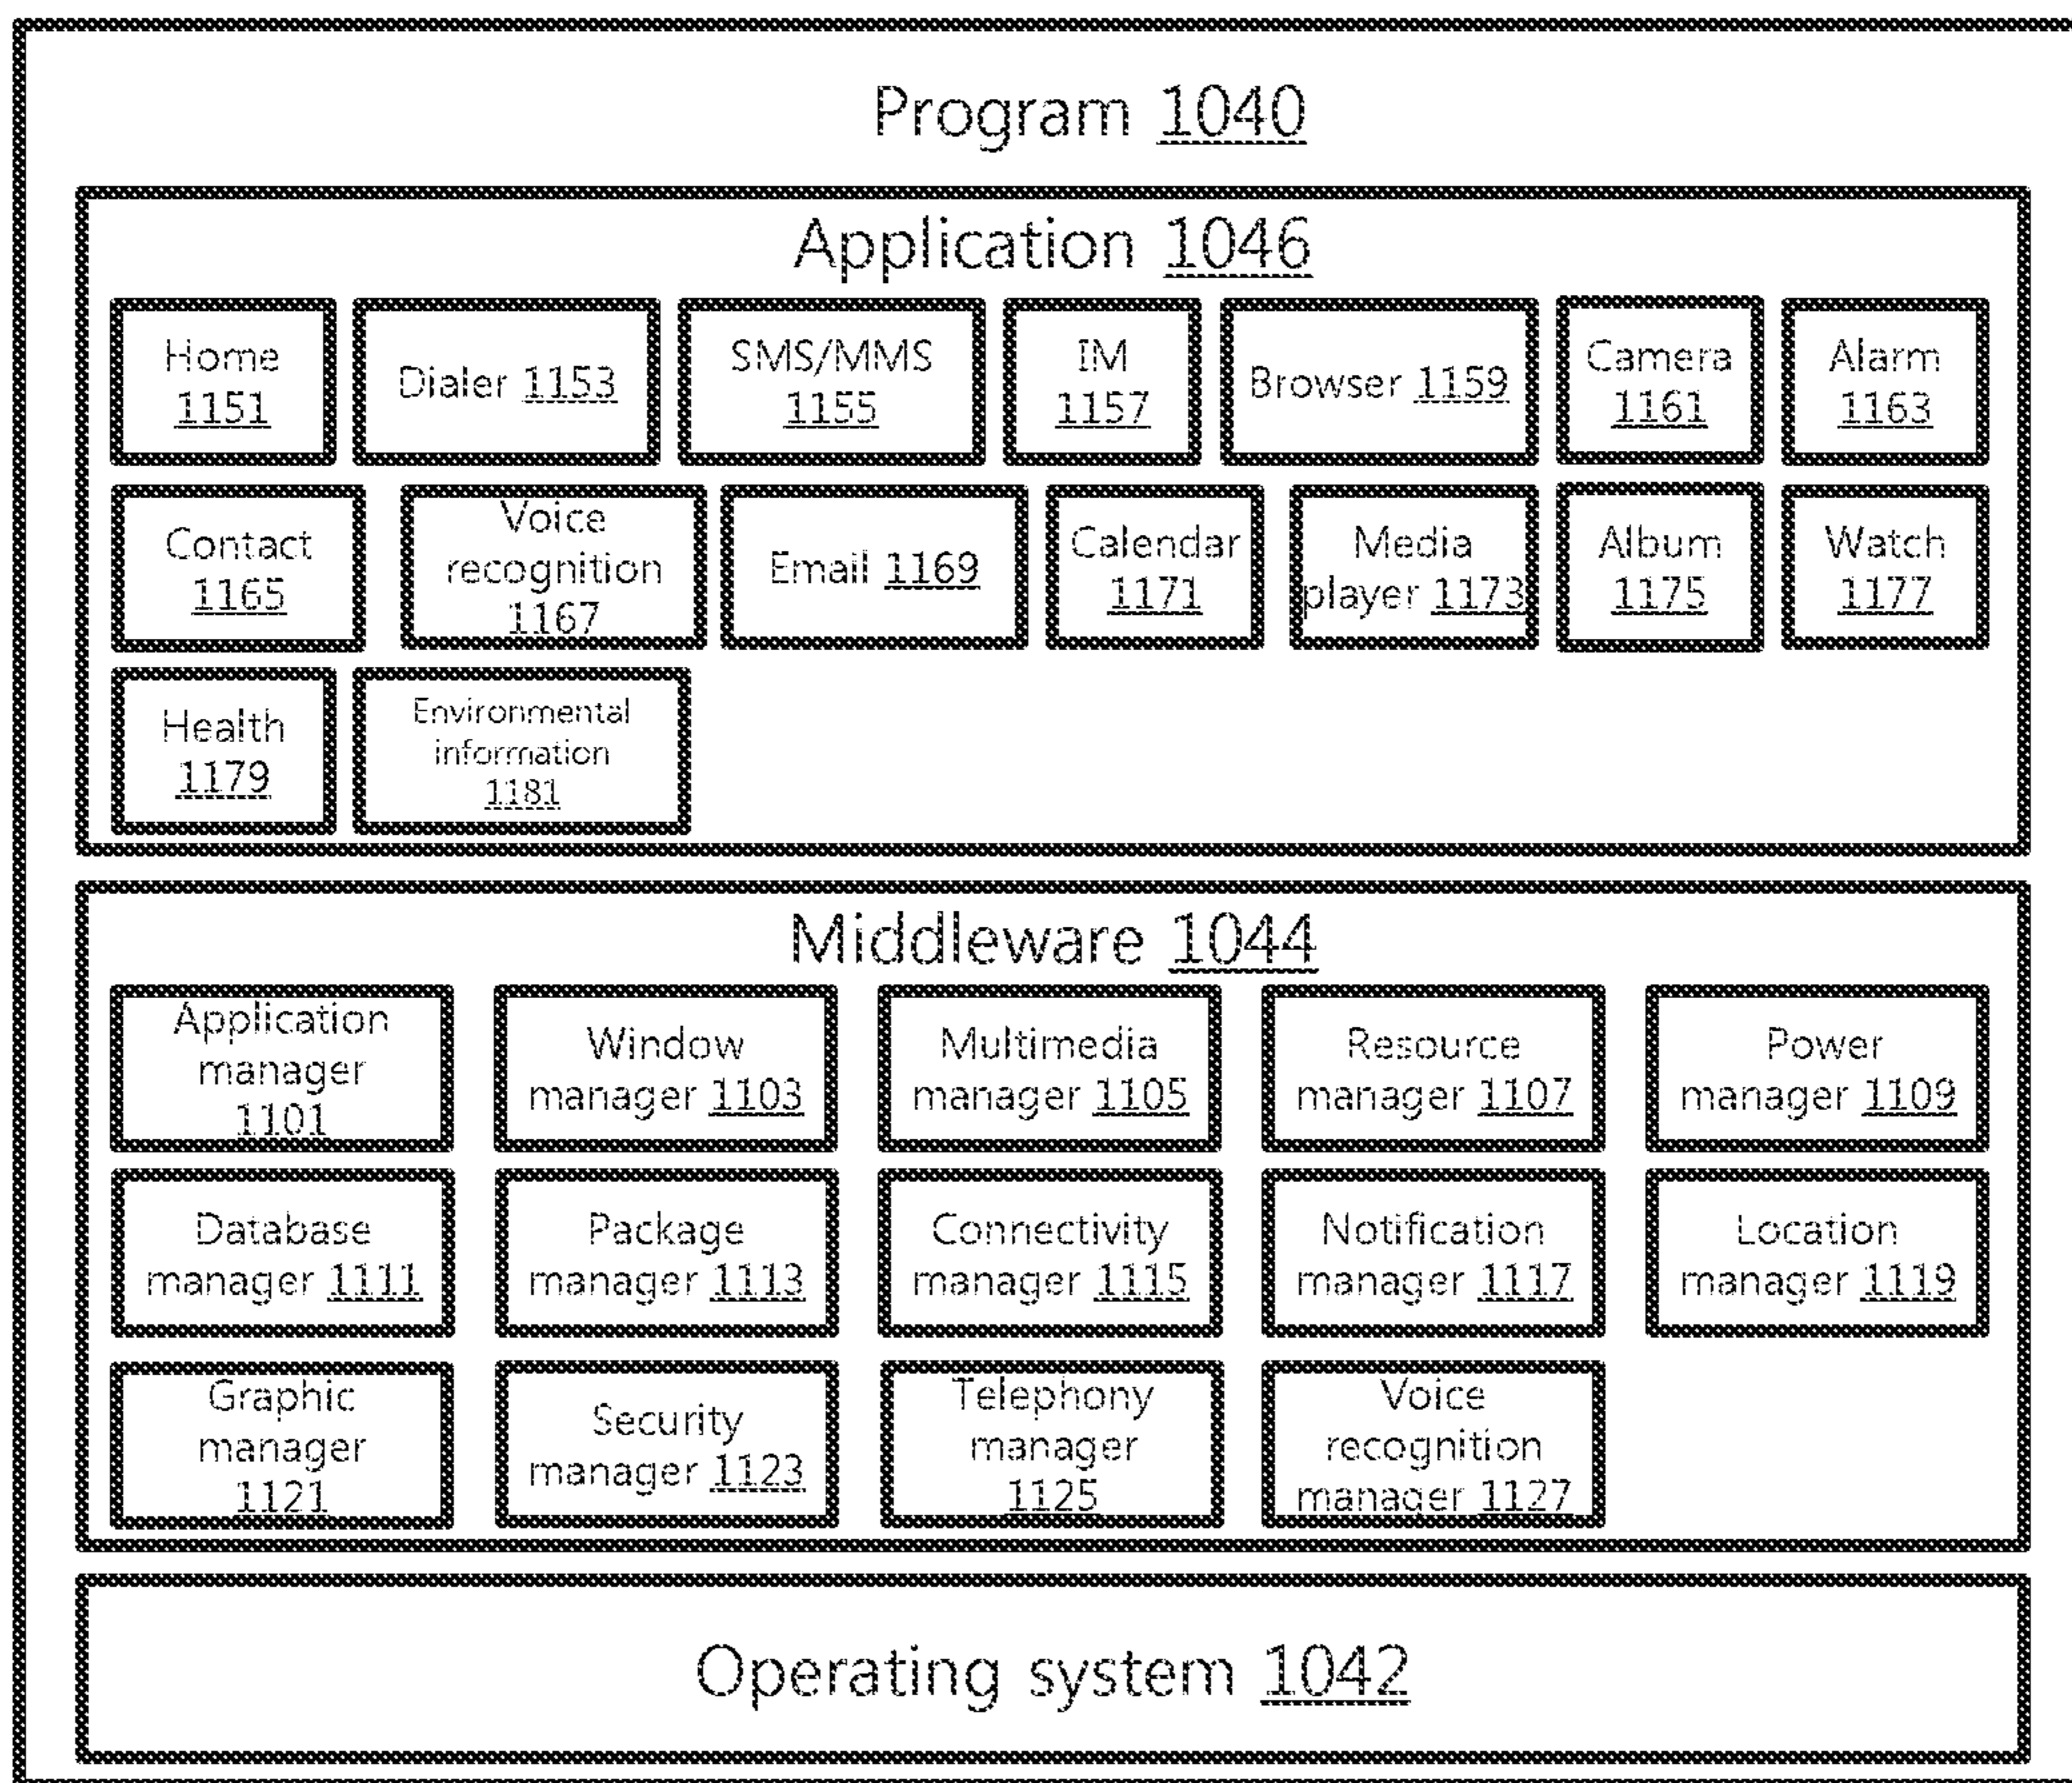 Program 1040
Application 1046
Home
1151
Dialer 1153
SMS/MMS
1155
IM
1157
Browser 1159
Camera
1161
Alarm
1163
Contact
1165
Voice
recognition
1167
Email 1169
Calendar
1171
Media
player 1173
Album
1175
Watch
1177
Health
1179
Environmental
information
1181
Middleware 1044
Application
manager
1101
Window
manager 1103
Multimedia
manager 1105
Resource
manager 1107
Power
manager 1109
Database
manager 1111
Package
manager 1113
Connectivity
manager 1115
Notification
manager 1117
Location
manager 1119
Graphic
manager
1121
Security
manager 1123
Telephony
manager
1125
Voice
recognition
manager 1127
Operating system 1042